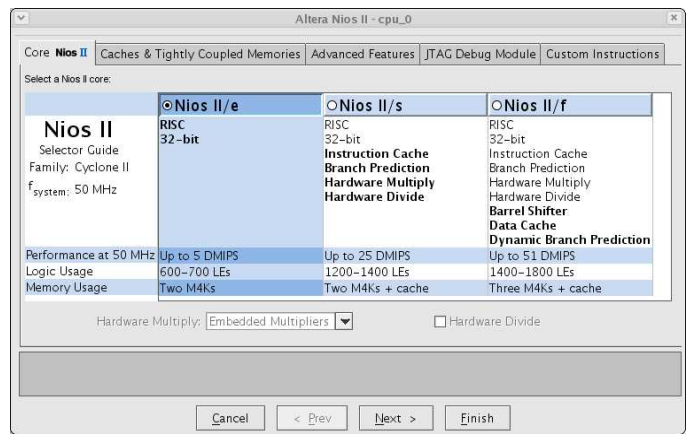 Altera Nios II - cpu_0
Core Nios II
Caches & Tightly Coupled Memories
Advanced Features
JTAG Debug Module
Custom Instructions
Select a Nios II core:
Nios II/e
Nios II/s
Nios II/f
Nios II
Selector Guide
Family: Cyclone II
fsystem: 50 MHz
RISC
32-bit
RISC
32-bit
Instruction Cache
Branch Prediction
Hardware Multiply
Hardware Divide
RISC
32-bit
Instruction Cache
Branch Prediction
Hardware Multiply
Hardware Divide
Barrel Shifter
Data Cache
Dynamic Branch Prediction
Performance at 50 MHz Up to 5 DMIPS Up to 25 DMIPS Up to 51 DMIPS
Logic Usage 600-700 LEs 1200-1400 LEs 1400-1800 LEs
Memory Usage Two M4Ks Two M4Ks + cache Three M4Ks + cache
Hardware Multiply: Embedded Multipliers Hardware Divide
Cancel < Prev Next > Finish